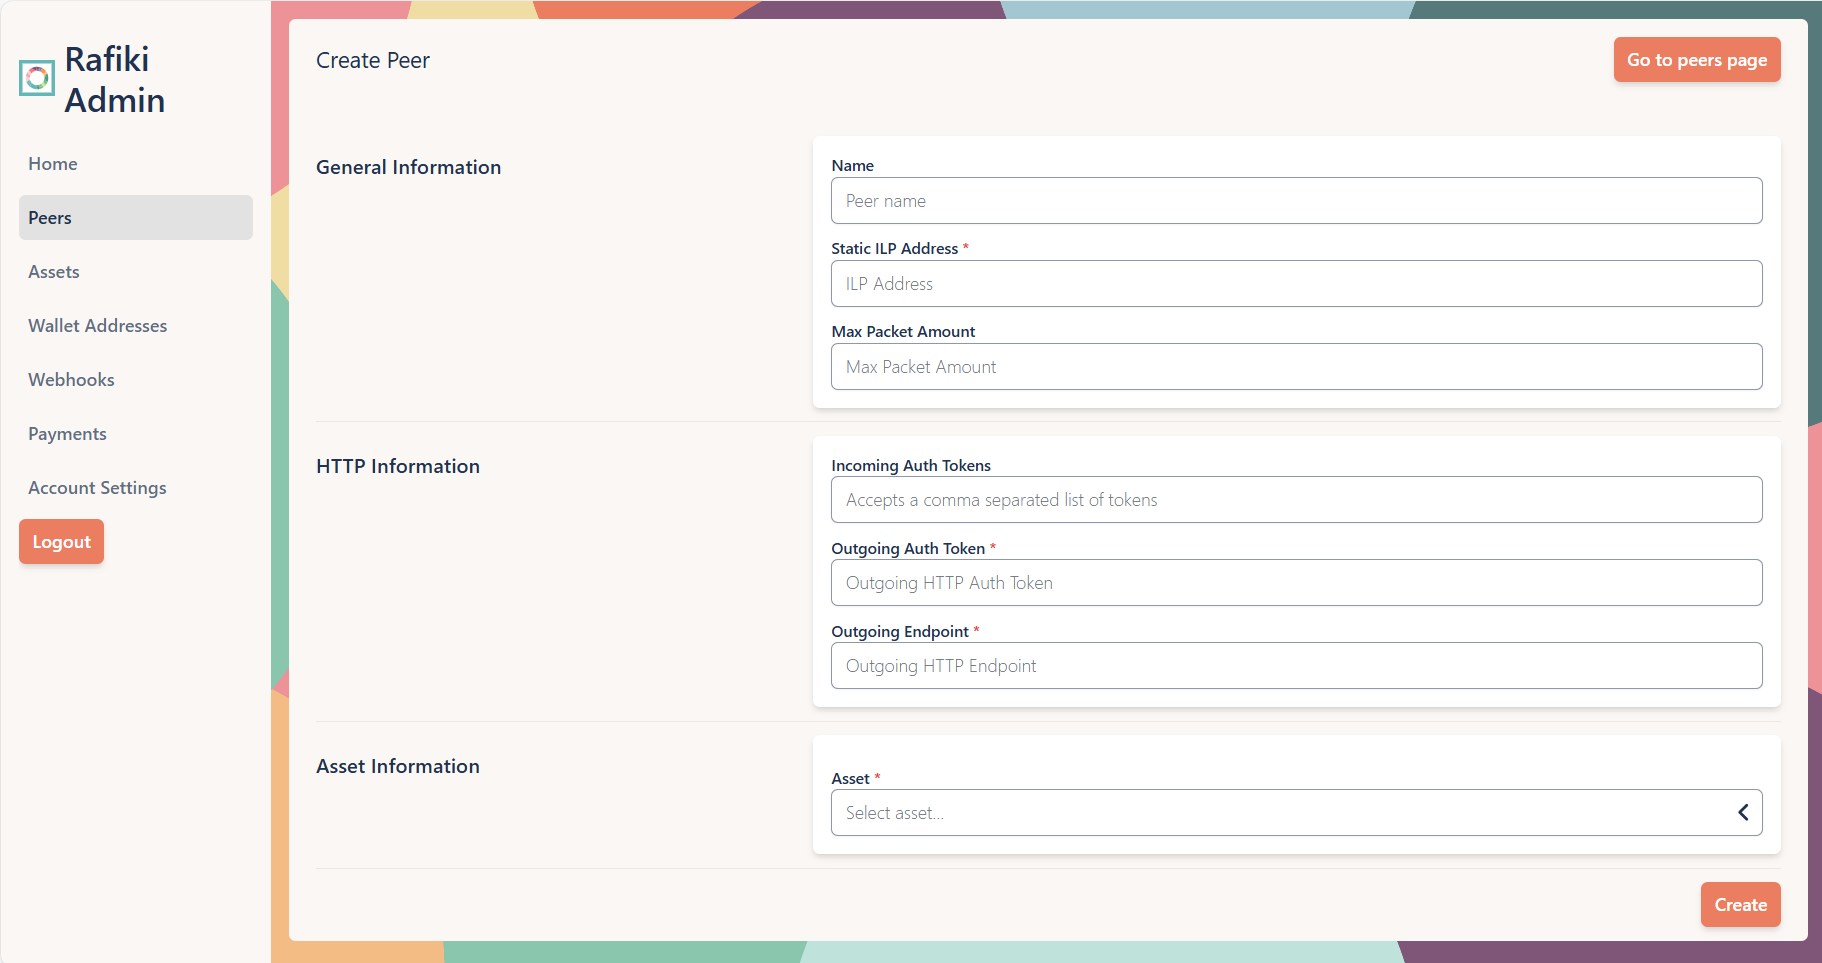 Rafiki
Admin
Home
Peers
Assets
Wallet Addresses
Webhooks
Payments
Account Settings
Logout
Create Peer
Go to peers page
General Information
Name
Peer name
Static ILP Address *
ILP Address
Max Packet Amount
Max Packet Amount
HTTP Information
Incoming Auth Tokens
Accepts a comma separated list of tokens
Outgoing Auth Token *
Outgoing HTTP Auth Token
Outgoing Endpoint *
Outgoing HTTP Endpoint
Asset Information
Asset *
Select asset...
Create